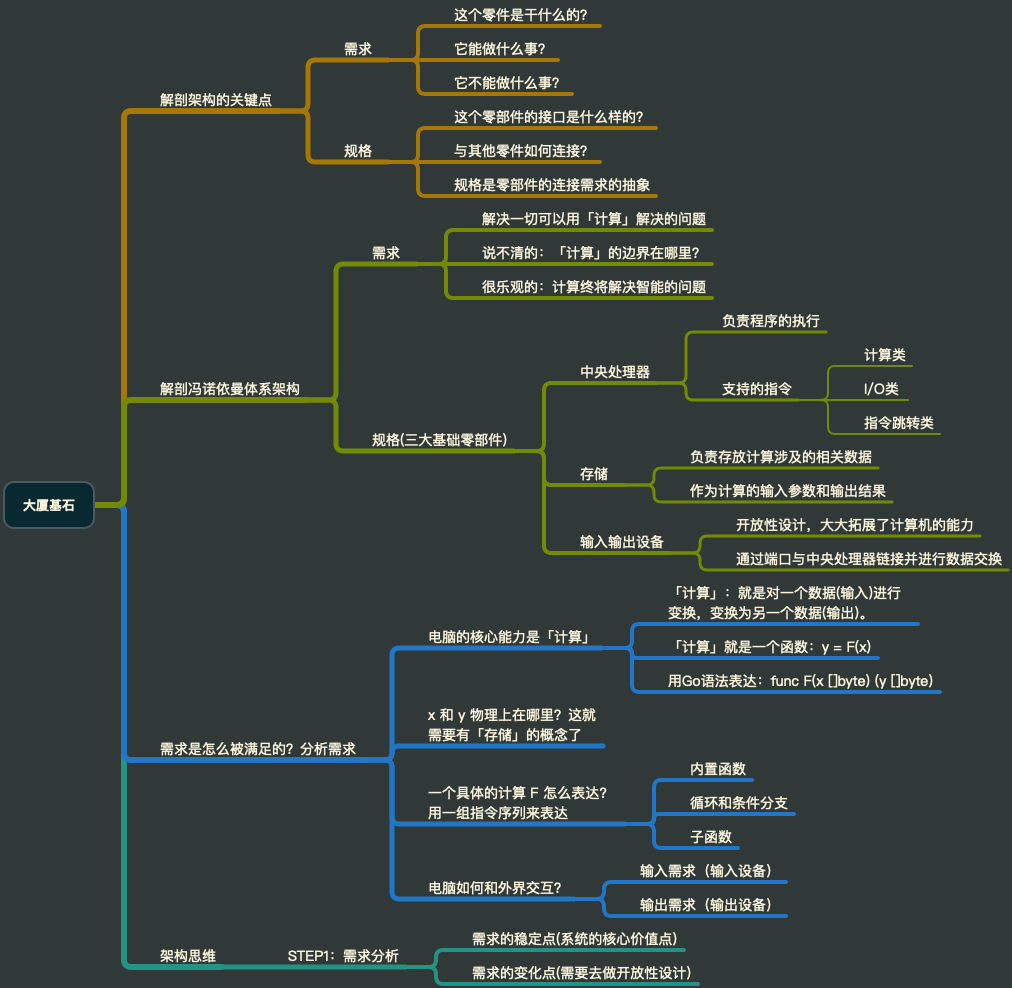 大厦基石
解剖架构的关键点
需求
这个零件是干什么的?
它能做什么事?
它不能做什么事?
规格
这个零部件的接口是什么样的?
与其他零件如何连接?
规格是零部件的连接需求的抽象
解剖冯诺依曼体系架构
需求
解决一切可以用「计算」解决的问题
说不清的：「计算」的边界在哪里?
很乐观的：计算终将解决智能的问题
规格(三大基础零部件)
中央处理器
负责程序的执行
支持的指令
计算类
I/O类
指令跳转类
存储
负责存放计算涉及的相关数据
作为计算的输入参数和输出结果
输入输出设备
开放性设计，大大拓展了计算机的能力
通过端口与中央处理器链接并进行数据交换
需求是怎么被满足的？分析需求
电脑的核心能力是「计算」
「计算」：就是对一个数据(输入)进行
变换，变换为另一个数据(输出)。
「计算」就是一个函数：y = F(x)
用Go语法表达：func F(x []byte) (y []byte)
x 和 y 物理上在哪里？这就
需要有「存储」的概念了
一个具体的计算 F 怎么表达?
用一组指令序列来表达
内置函数
循环和条件分支
子函数
电脑如何和外界交互?
输入需求（输入设备）
输出需求（输出设备）
架构思维
STEP1：需求分析
需求的稳定点(系统的核心价值点)
需求的变化点(需要去做开放性设计)